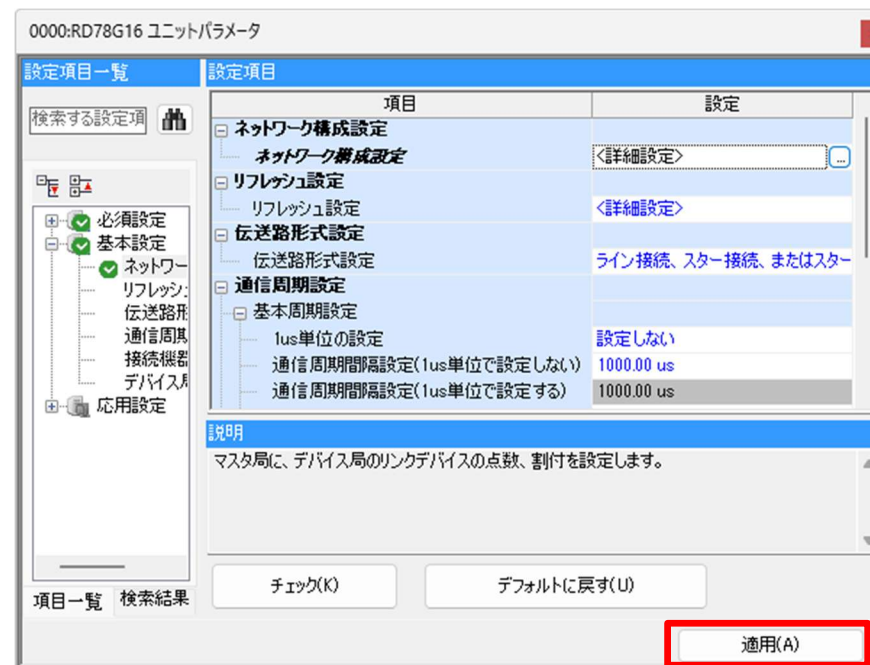 0000:RD78G16 ユニットパラメータ
設定項目一覧
設定項目
検索する設定項
項目
設定
ネットワーク構成設定
ネットワーク構成設定
<詳細設定>
...
リフレッシュ設定
リフレッシュ設定
<詳細設定>
伝送路形式設定
伝送路形式設定
ライン接続、スター接続、またはスター
通信周期設定
基本周期設定
1us単位の設定
設定しない
通信周期間隔設定(1us単位で設定しない)
1000.00 us
通信周期間隔設定(1us単位で設定する)
1000.00 us
必須設定
基本設定
ネットワー
リフレッシ
伝送路形
通信周期
接続機器
デバイス局
応用設定
説明
マスタ局に、デバイス局のリンクデバイスの点数、割付を設定します。
項目一覧
検索結果
チェック(K)
デフォルトに戻す(U)
適用(A)